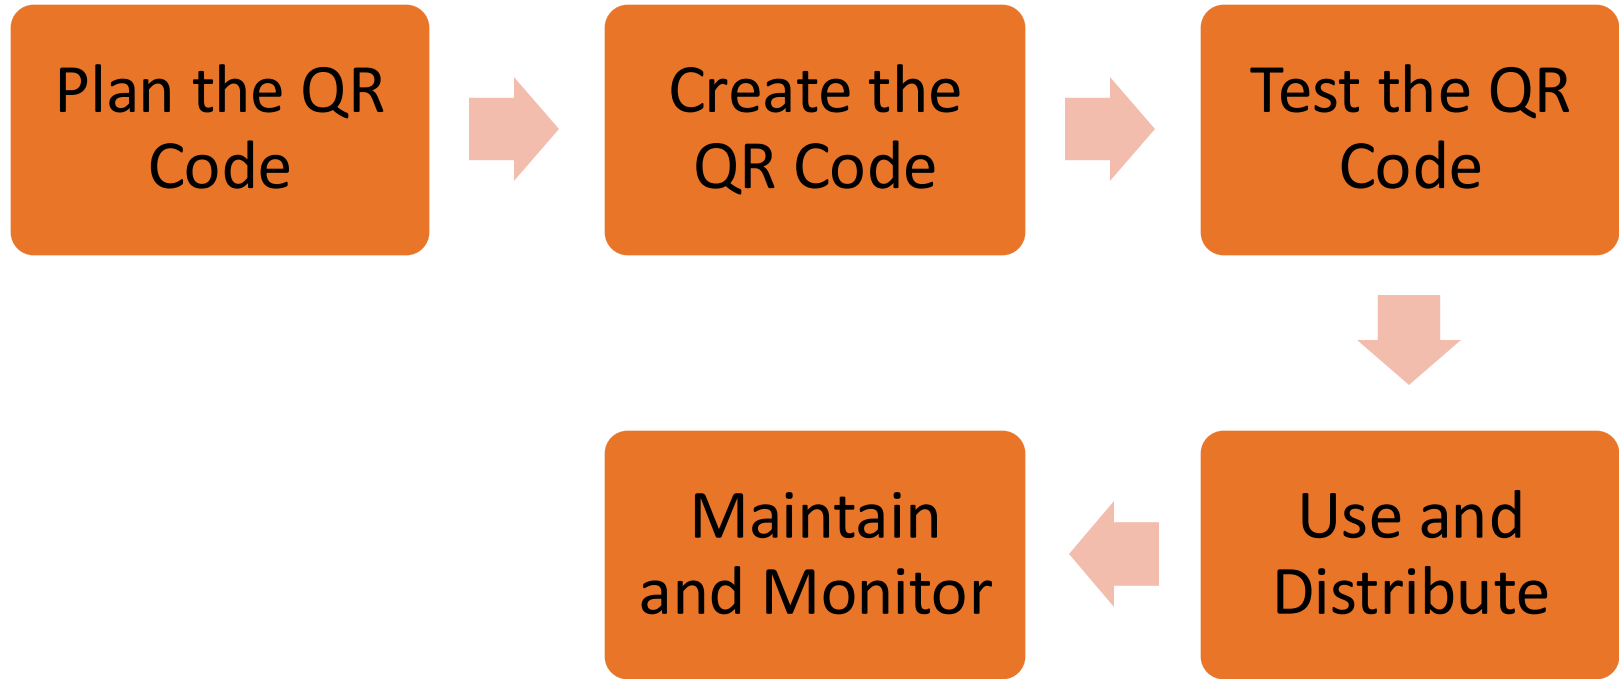 Plan the QR
Code
Create the
QR Code
Test the QR
Code
Use and
Distribute
Maintain
and Monitor